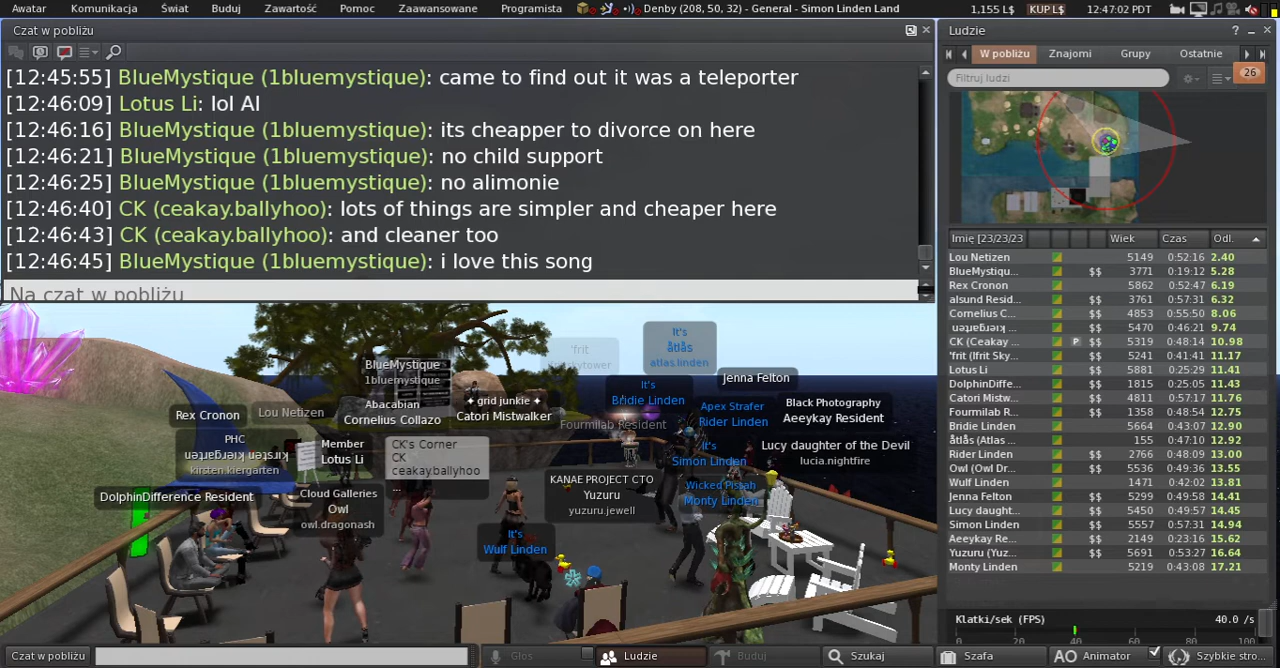 Awatar Komunikacja Świat Buduj Zawartość Pomoc Zaawansowane Programista Denby (208, 50, 32) - General - Simon Linden Land 1,155 L$ KUP L$ 12:47:02 PDT
Czat w pobliżu
[12:45:55] BlueMystique (1bluemystique): came to find out it was a teleporter
[12:46:09] Lotus Li: lol AI
[12:46:16] BlueMystique (1bluemystique): its cheapper to divorce on here
[12:46:21] BlueMystique (1bluemystique): no child support
[12:46:25] BlueMystique (1bluemystique): no alimonie
[12:46:40] CK (ceakay.ballyhoo): lots of things are simpler and cheaper here
[12:46:43] CK (ceakay.ballyhoo): and cleaner too
[12:46:45] BlueMystique (1bluemystique): i love this song
Na czat w pobliżu
It's
åtlås
atlas.linden
'frit
BlueMystique
1bluemystique
Jenna Felton
It's
Bridie Linden
Abacabian
Cornelius Collazo
✦ grid junkie ✦
Catori Mistwalker
Apex Strafer
Rider Linden
Black Photography
Aeeykay Resident
Rex Cronon
Lou Netizen
Fourmilab Resident
PHC
kirsten.kiergarten
Member
Lotus Li
CK's Corner
CK
ceakay.ballyhoo
...
It's
Simon Linden
Lucy daughter of the Devil
lucia.nightfire
KANAE PROJECT CTO
Yuzuru
yuzuru.jewell
Wicked Pissah
Monty Linden
DolphinDifference Resident
Cloud Galleries
Owl
owl.dragonash
It's
Wulf Linden
Ludzie
W pobliżu Znajomi Grupy Ostatnie
Filtruj ludzi 26
Imię [23/23/23 Wiek Czas Odl.
Lou Netizen 5149 0:52:16 2.40
BlueMystiqu... $$ 3771 0:19:12 5.28
Rex Cronon 5862 0:52:47 6.19
alsund Resid... $$ 3761 0:57:31 6.32
Cornelius C... $$ 4853 0:55:50 8.06
$$ 5470 0:46:21 9.74
CK (Ceakay ... P $$ 5319 0:48:14 10.98
'frit (Ifrit Sky... $$ 5241 0:41:41 11.17
Lotus Li $$ 5881 0:25:29 11.41
DolphinDiffe... $$ 1815 0:25:05 11.43
Catori Mistw... $$ 4811 0:57:17 11.76
Fourmilab R... $$ 1358 0:48:54 12.75
Bridie Linden 5664 0:43:07 12.90
åtlås (Atlas ... 155 0:47:10 12.92
Rider Linden $$ 2766 0:48:09 13.00
Owl (Owl Dr... $$ 5536 0:49:36 13.55
Wulf Linden 1471 0:42:02 13.81
Jenna Felton $$ 5299 0:49:58 14.41
Lucy daught... $$ 5450 0:49:57 14.45
Simon Linden $$ 5557 0:57:31 14.94
Aeeykay Re... $$ 2149 0:23:16 15.62
Yuzuru (Yuz... $$ 5691 0:53:27 16.64
Monty Linden 5219 0:43:08 17.21
Klatki/sek (FPS) 40.0 /s
0 20 40 60 80 100
Czat w pobliżu Głos Ludzie Buduj Szukaj Szafa AO Animator Szybkie stro...